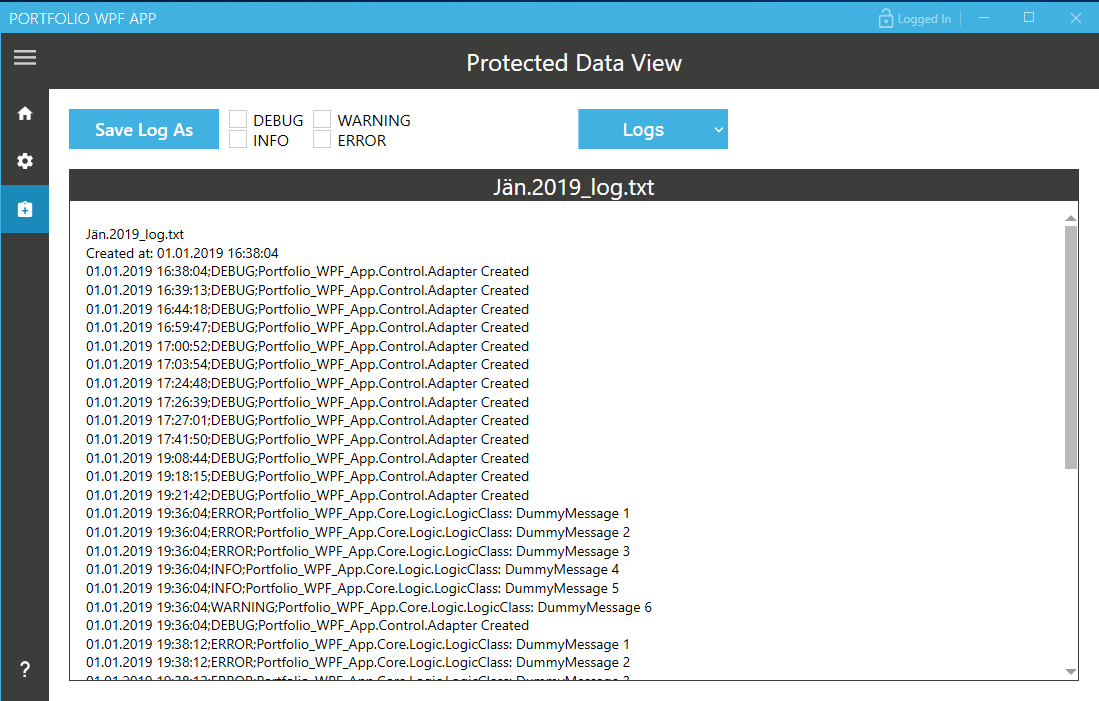 PORTFOLIO WPF APP
Logged In
Protected Data View
Save Log As
DEBUG
WARNING
INFO
ERROR
Logs
Jän.2019_log.txt
Jän.2019_log.txt
Created at: 01.01.2019 16:38:04
01.01.2019 16:38:04;DEBUG;Portfolio_WPF_App.Control.Adapter Created
01.01.2019 16:39:13;DEBUG;Portfolio_WPF_App.Control.Adapter Created
01.01.2019 16:44:18;DEBUG;Portfolio_WPF_App.Control.Adapter Created
01.01.2019 16:59:47;DEBUG;Portfolio_WPF_App.Control.Adapter Created
01.01.2019 17:00:52;DEBUG;Portfolio_WPF_App.Control.Adapter Created
01.01.2019 17:03:54;DEBUG;Portfolio_WPF_App.Control.Adapter Created
01.01.2019 17:24:48;DEBUG;Portfolio_WPF_App.Control.Adapter Created
01.01.2019 17:26:39;DEBUG;Portfolio_WPF_App.Control.Adapter Created
01.01.2019 17:27:01;DEBUG;Portfolio_WPF_App.Control.Adapter Created
01.01.2019 17:41:50;DEBUG;Portfolio_WPF_App.Control.Adapter Created
01.01.2019 19:08:44;DEBUG;Portfolio_WPF_App.Control.Adapter Created
01.01.2019 19:18:15;DEBUG;Portfolio_WPF_App.Control.Adapter Created
01.01.2019 19:21:42;DEBUG;Portfolio_WPF_App.Control.Adapter Created
01.01.2019 19:36:04;ERROR;Portfolio_WPF_App.Core.Logic.LogicClass: DummyMessage 1
01.01.2019 19:36:04;ERROR;Portfolio_WPF_App.Core.Logic.LogicClass: DummyMessage 2
01.01.2019 19:36:04;ERROR;Portfolio_WPF_App.Core.Logic.LogicClass: DummyMessage 3
01.01.2019 19:36:04;INFO;Portfolio_WPF_App.Core.Logic.LogicClass: DummyMessage 4
01.01.2019 19:36:04;INFO;Portfolio_WPF_App.Core.Logic.LogicClass: DummyMessage 5
01.01.2019 19:36:04;WARNING;Portfolio_WPF_App.Core.Logic.LogicClass: DummyMessage 6
01.01.2019 19:36:04;DEBUG;Portfolio_WPF_App.Control.Adapter Created
01.01.2019 19:38:12;ERROR;Portfolio_WPF_App.Core.Logic.LogicClass: DummyMessage 1
01.01.2019 19:38:12;ERROR;Portfolio_WPF_App.Core.Logic.LogicClass: DummyMessage 2
?